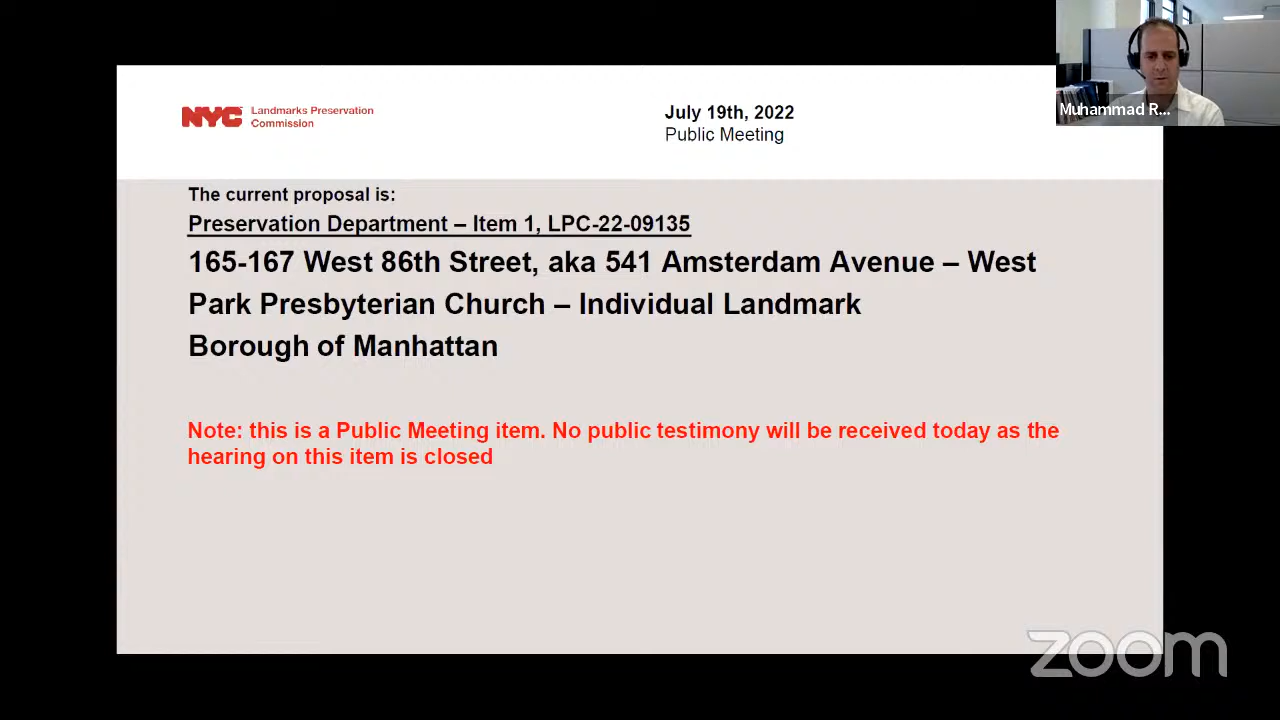 NYC Landmarks Preservation
Commission
July 19th, 2022
Public Meeting
Muhammad R...
The current proposal is:
Preservation Department – Item 1, LPC-22-09135
165-167 West 86th Street, aka 541 Amsterdam Avenue – West
Park Presbyterian Church – Individual Landmark
Borough of Manhattan
Note: this is a Public Meeting item. No public testimony will be received today as the
hearing on this item is closed
zoom